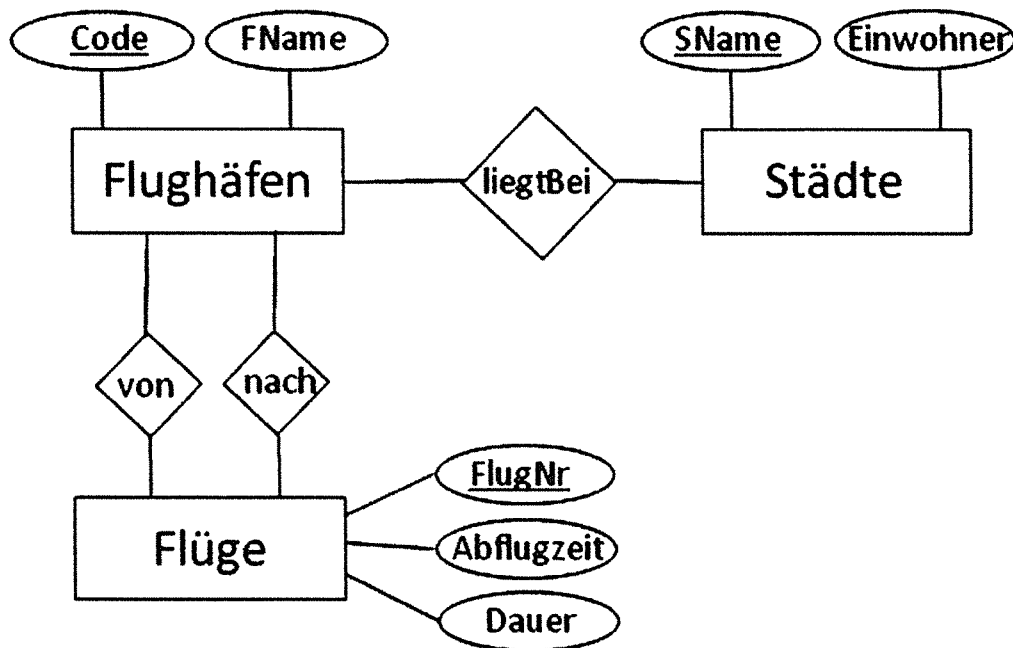 Code FName SName Einwohner
Flughäfen liegtBei Städte
von nach
FlugNr
Flüge Abflugzeit
Dauer